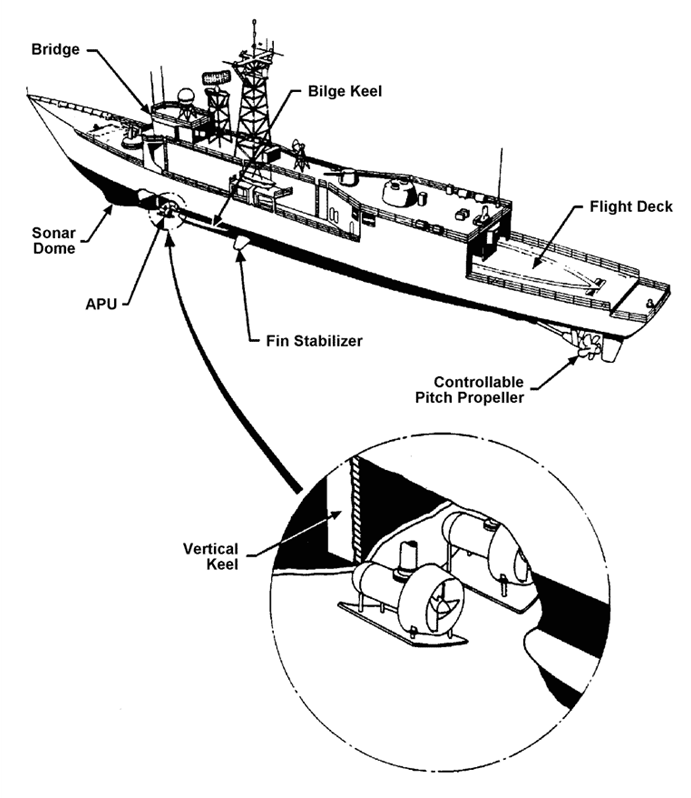 Bridge
Bilge Keel
Flight Deck
Sonar
Dome
APU
Fin Stabilizer
Controllable
Pitch Propeller
Vertical
Keel